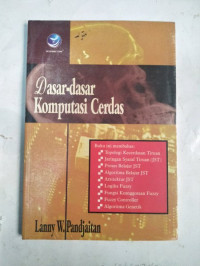 Dasar-dasar
Komputasi Cerdas
Buku ini membahas:
Topologi Kecerdasan Tiruan
Jaringan Syaraf Tiruan (JST)
Proses Belajar JST
Algoritma Belajar JST
Arsitektur JST
Logika Fuzzy
Fungsi Keanggotaan Fuzzy
Fuzzy Controller
Algoritma Genetik
Lanny W. Pandjaitan